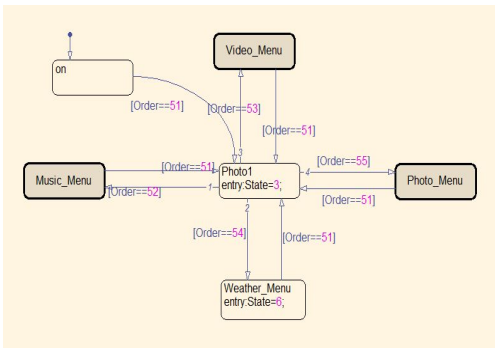 Video_Menu
on
[Order==51]
[Order==53]
[Order==51]
3
Music_Menu
[Order==51]
[Order==52]
1
Photo1
entry:State=3;
4
[Order==55]
[Order==51]
Photo_Menu
2
[Order==54]
[Order==51]
Weather_Menu
entry:State=6;